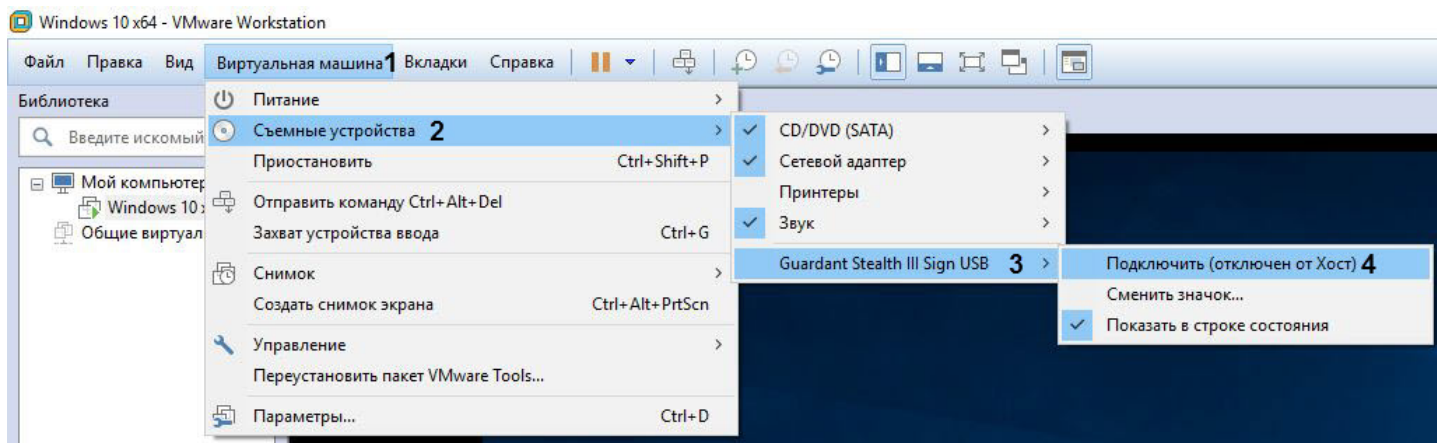 Windows 10 x64 - VMware Workstation
Файл Правка Вид Виртуальная машина 1 Вкладки Справка
Библиотека
Введите искомый
Мой компьютер
Windows 10 x
Общие виртуал
Питание
Съемные устройства 2
Приостановить Ctrl+Shift+P
Отправить команду Ctrl+Alt+Del
Захват устройства ввода Ctrl+G
Снимок
Создать снимок экрана Ctrl+Alt+PrtScn
Управление
Переустановить пакет VMware Tools...
Параметры... Ctrl+D
CD/DVD (SATA)
Сетевой адаптер
Принтеры
Звук
Guardant Stealth III Sign USB 3
Подключить (отключен от Хост) 4
Сменить значок...
Показать в строке состояния